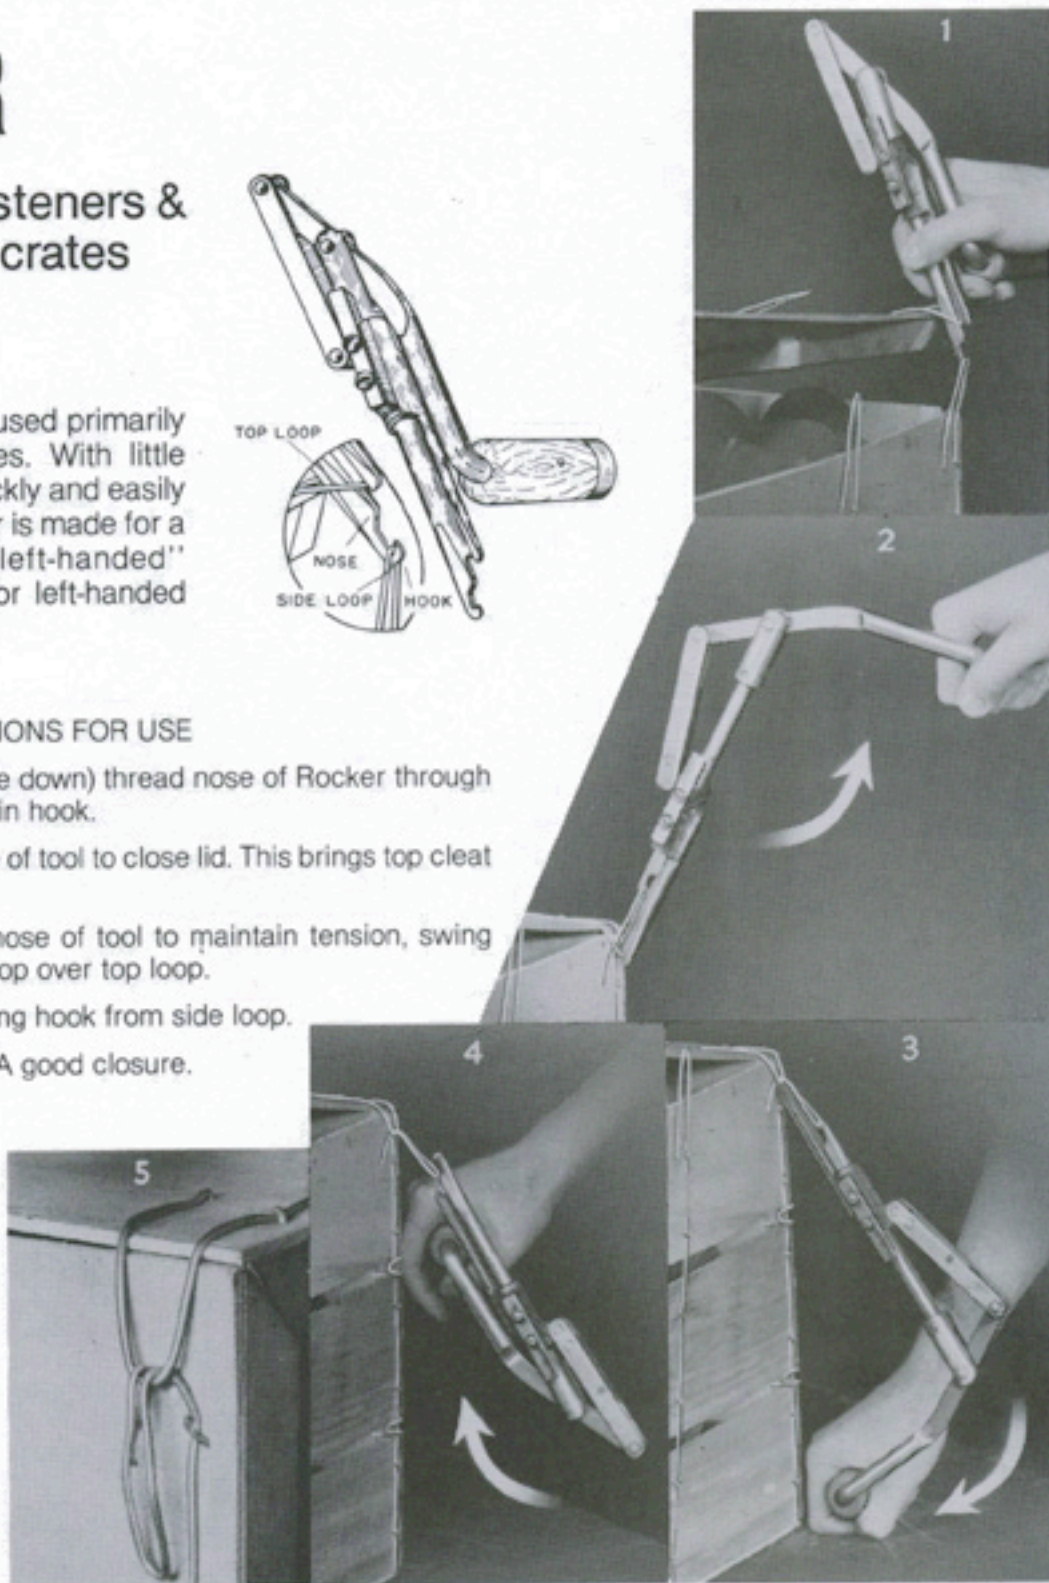 R
steners &
crates
used primarily
es. With little
ckly and easily
r is made for a
left-handed''
or left-handed
TOP LOOP
NOSE
SIDE LOOP
HOOK
IONS FOR USE
e down) thread nose of Rocker through
in hook.
of tool to close lid. This brings top cleat
nose of tool to maintain tension, swing
op over top loop.
ng hook from side loop.
A good closure.
1
2
3
4
5